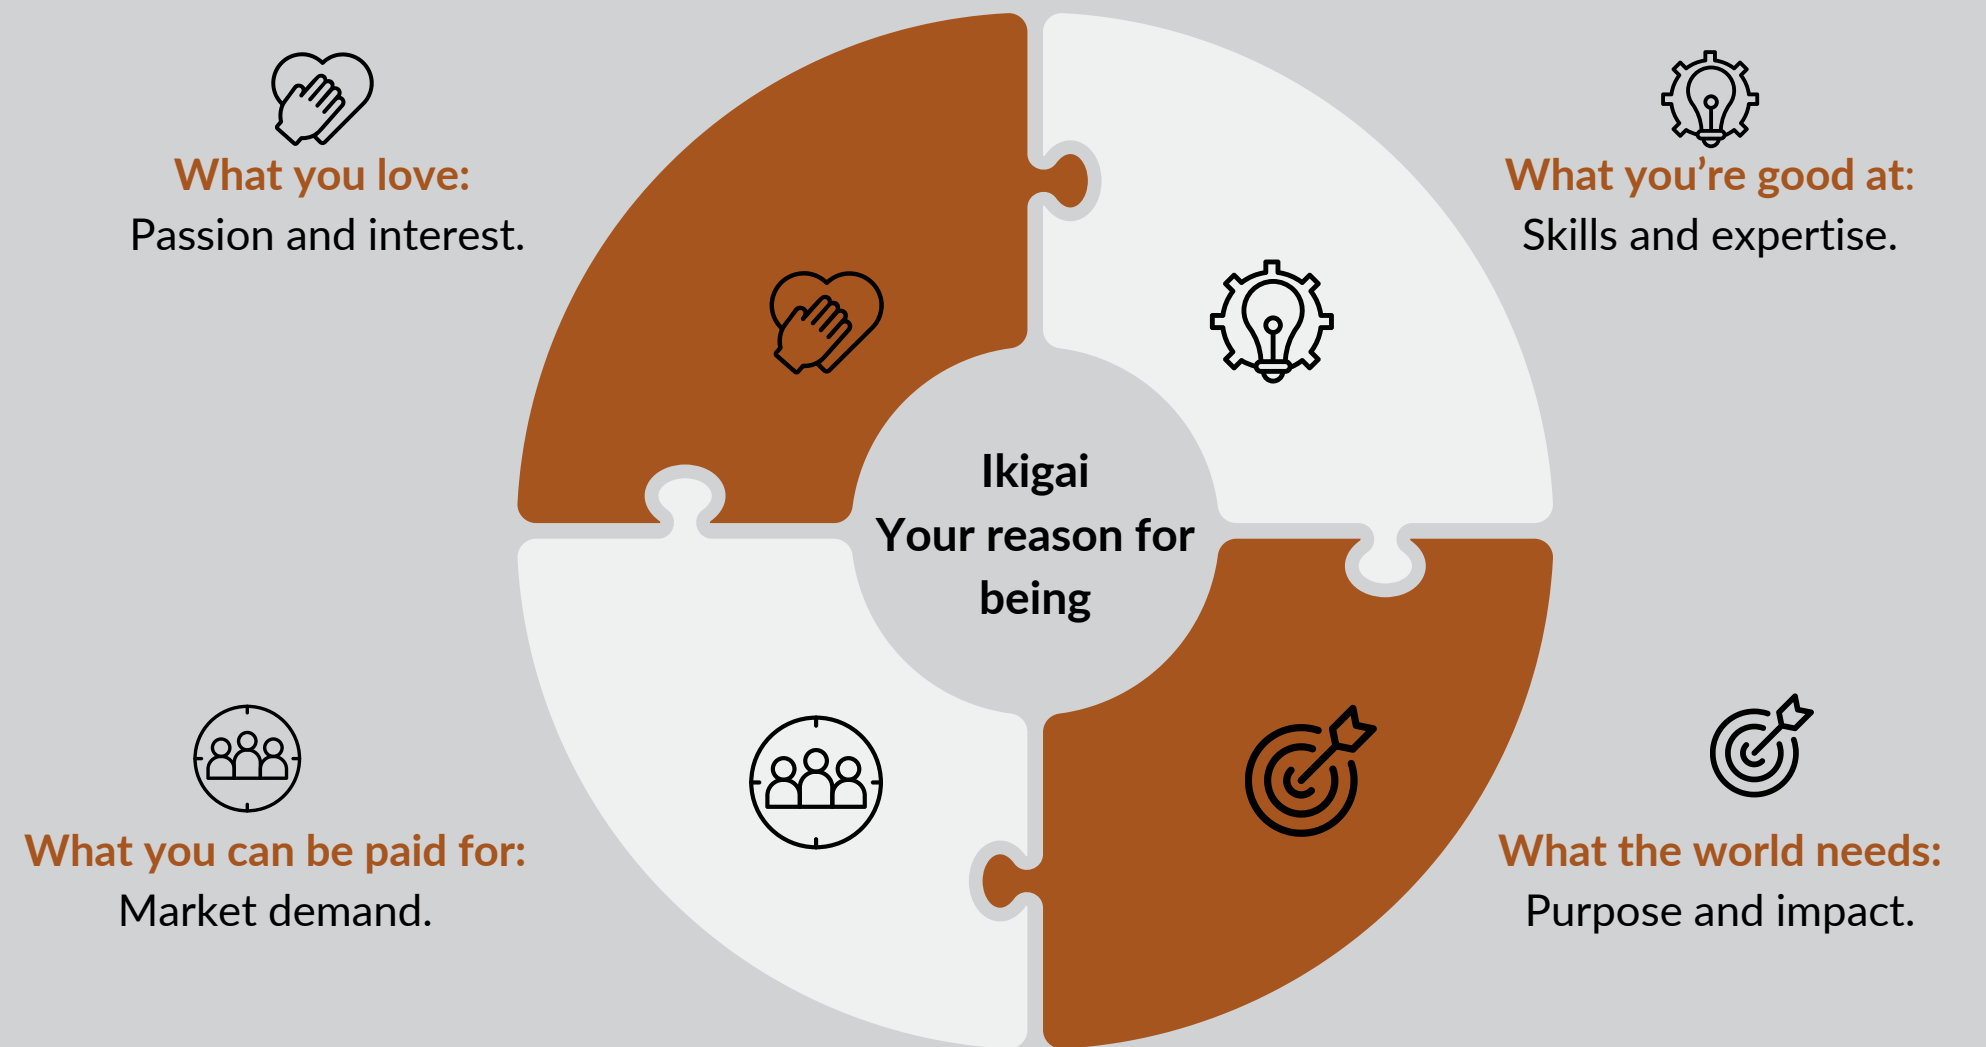 What you love:
Passion and interest.
What you’re good at:
Skills and expertise.
Ikigai
Your reason for
being
What you can be paid for:
Market demand.
What the world needs:
Purpose and impact.